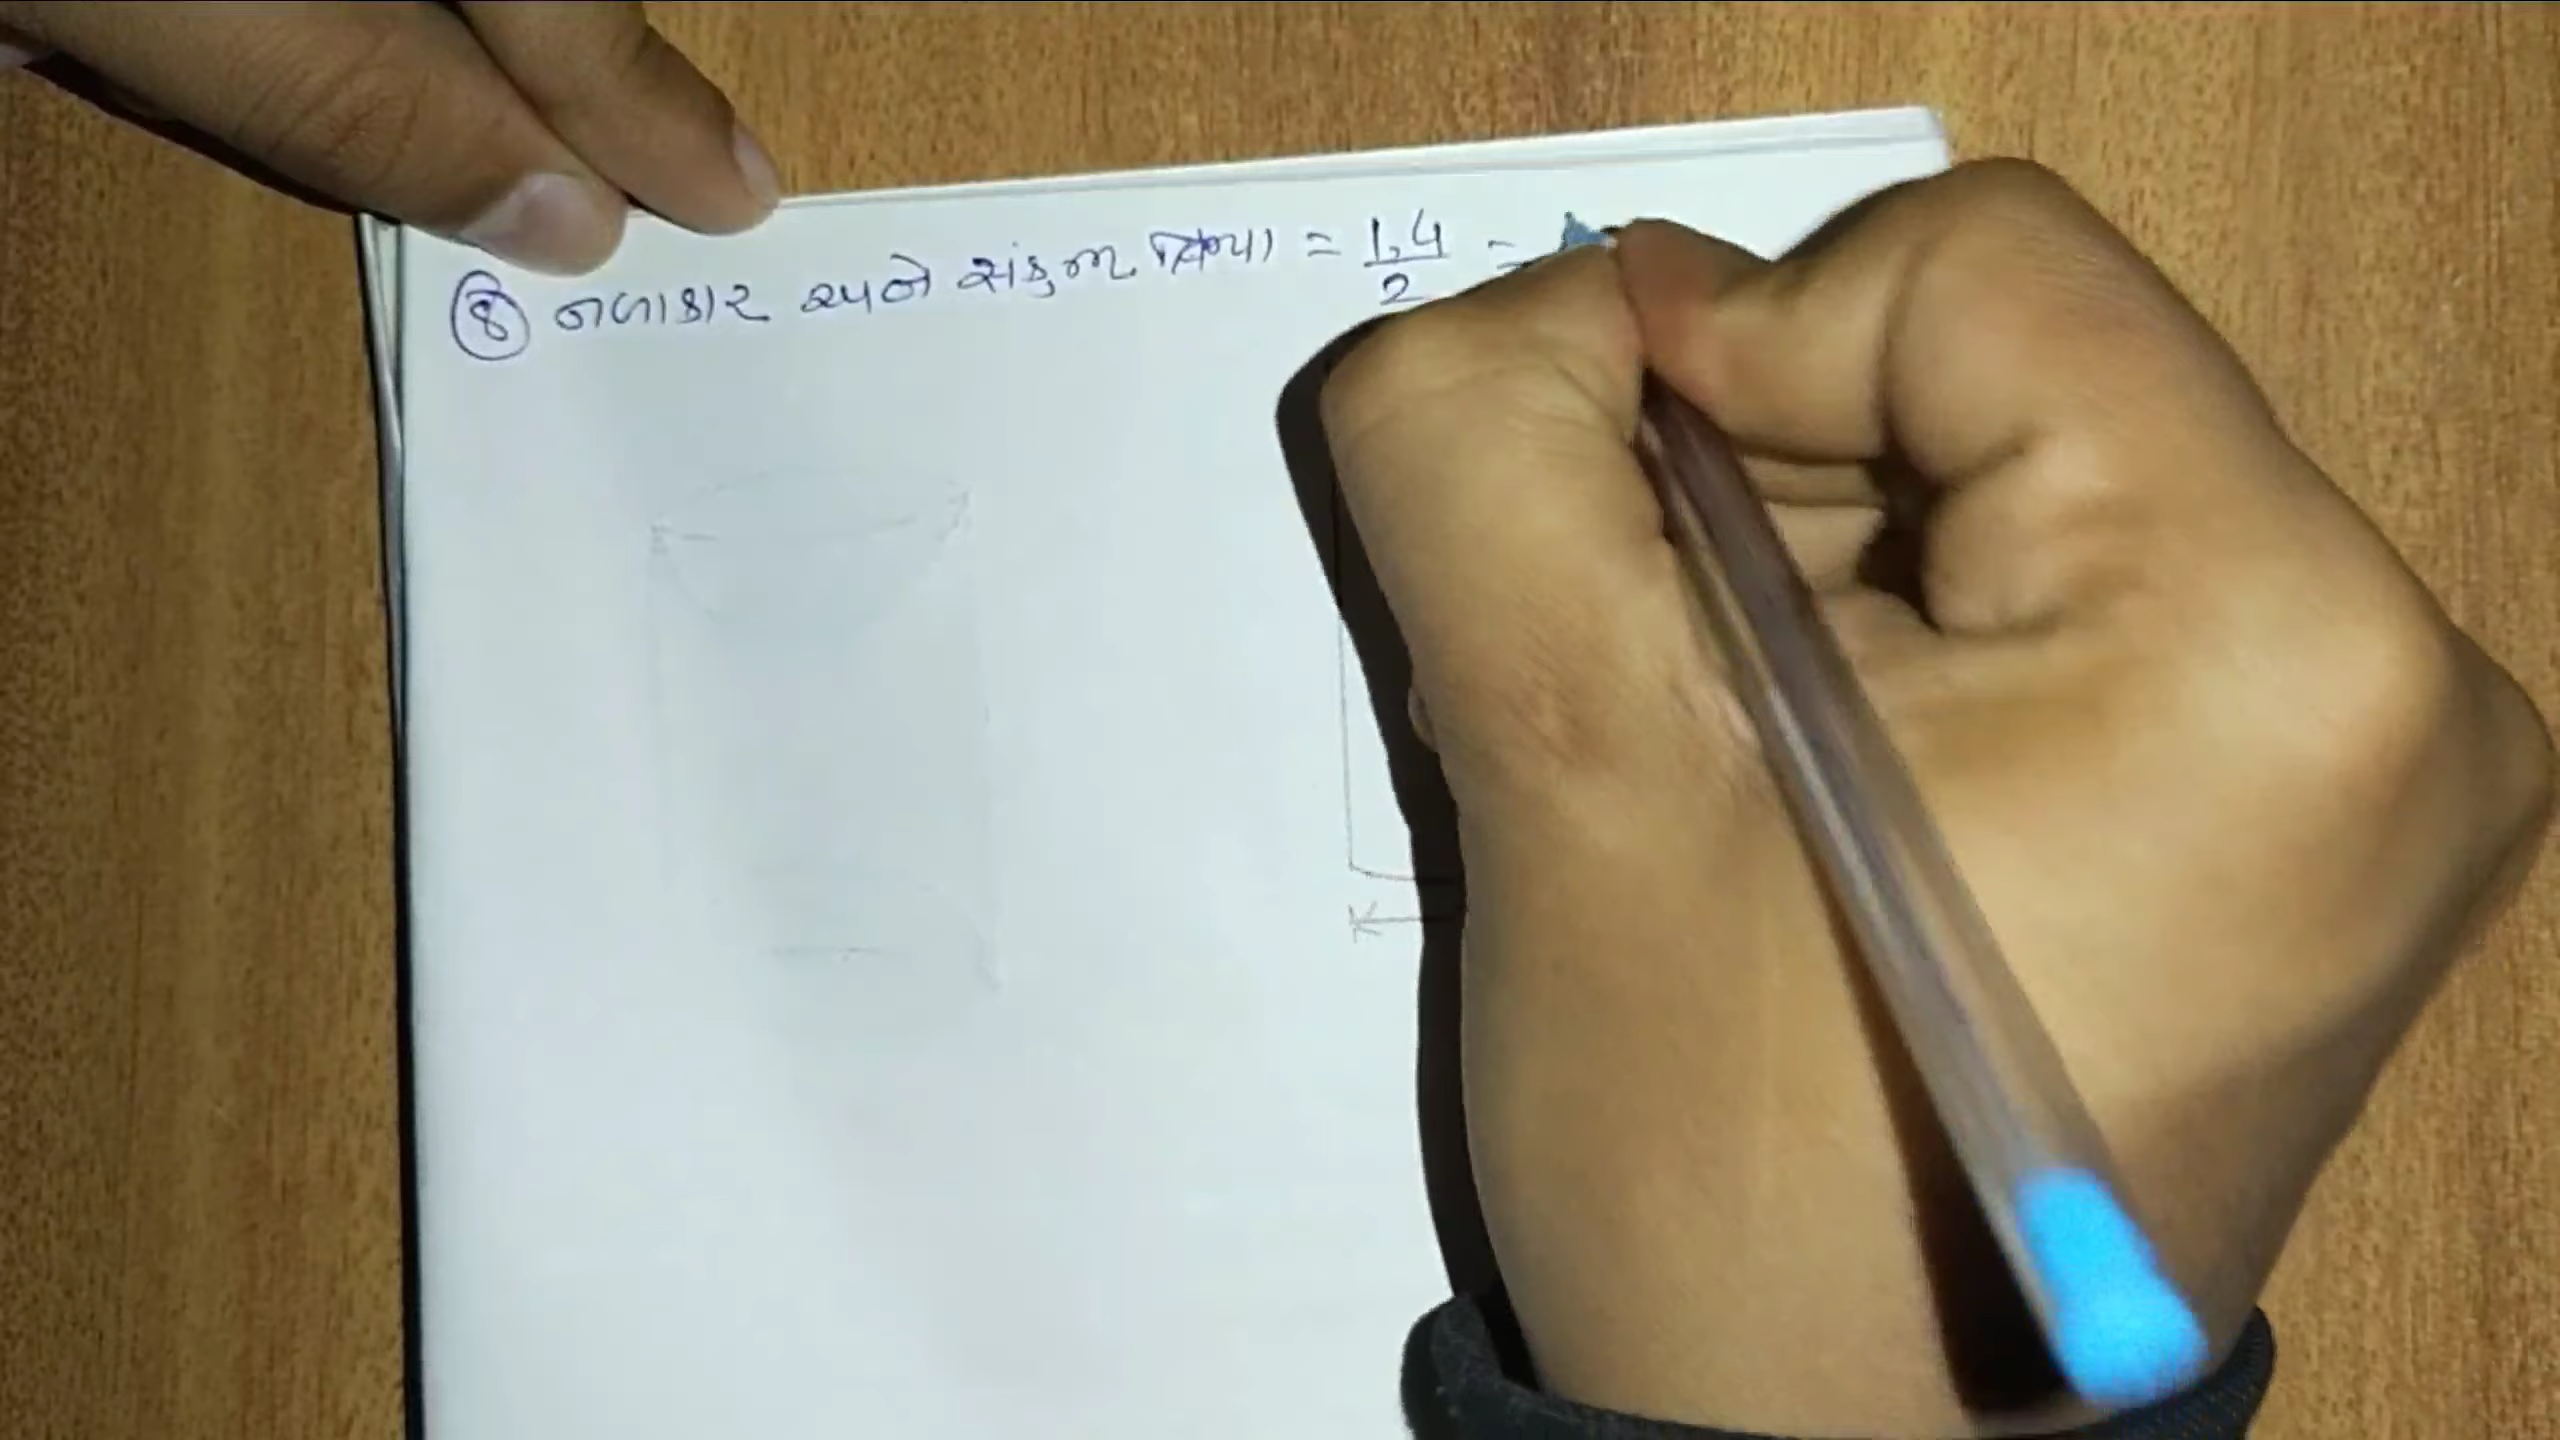 ⑧ નળાકાર અને શંકુના ત્રિજ્યા = 1.4/2 =